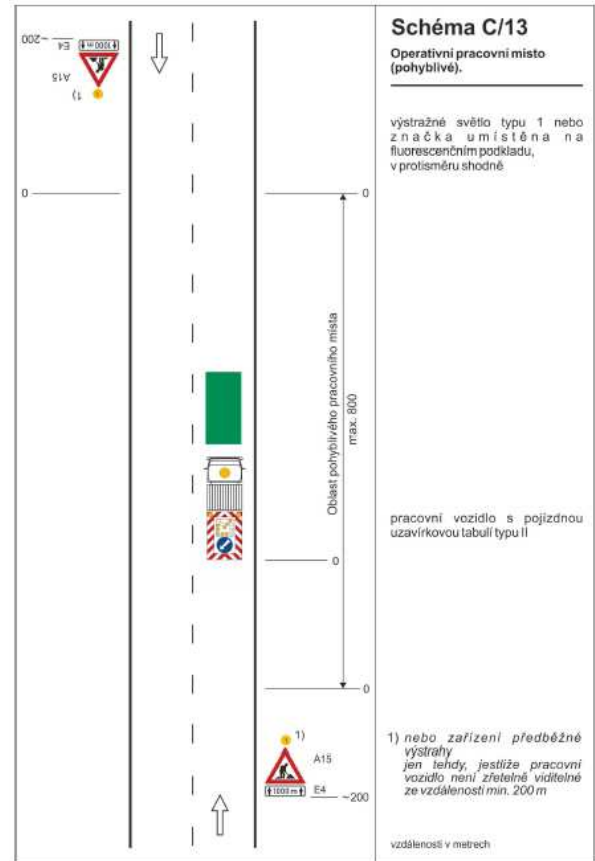 Schéma C/13
Operativní pracovní místo
(pohyblivé).
výstražné světlo typu 1 nebo
značka umístěna na
fluorescenčním podkladu,
v protisměru shodně
~200
E4
1000 m
A15
1)
0
0
Oblast pohyblivého pracovního místa
max. 800
pracovní vozidlo s pojízdnou
uzavírkovou tabulí typu II
0
0
1)
A15
1000 m
E4
~200
1) nebo zařízení předběžné
výstrahy
jen tehdy, jestliže pracovní
vozidlo není zřetelně viditelné
ze vzdálenosti min. 200 m
vzdálenosti v metrech